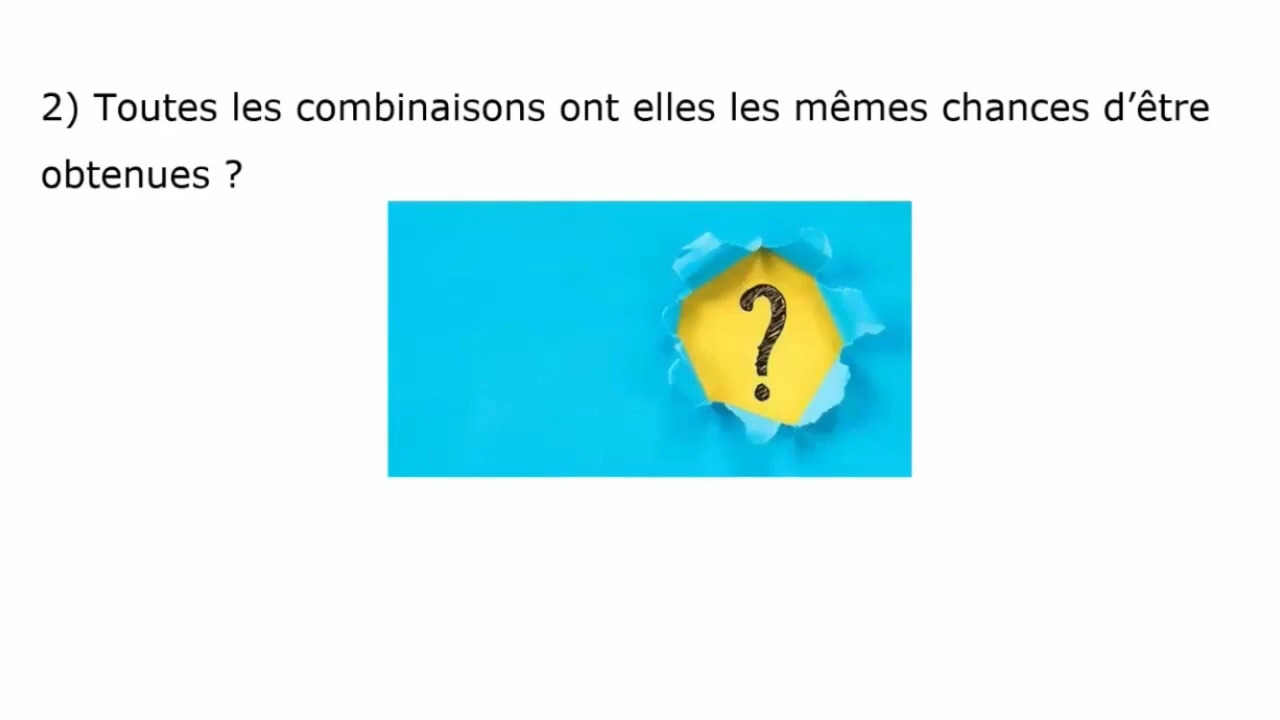 2) Toutes les combinaisons ont elles les mêmes chances d’être
obtenues ?
?